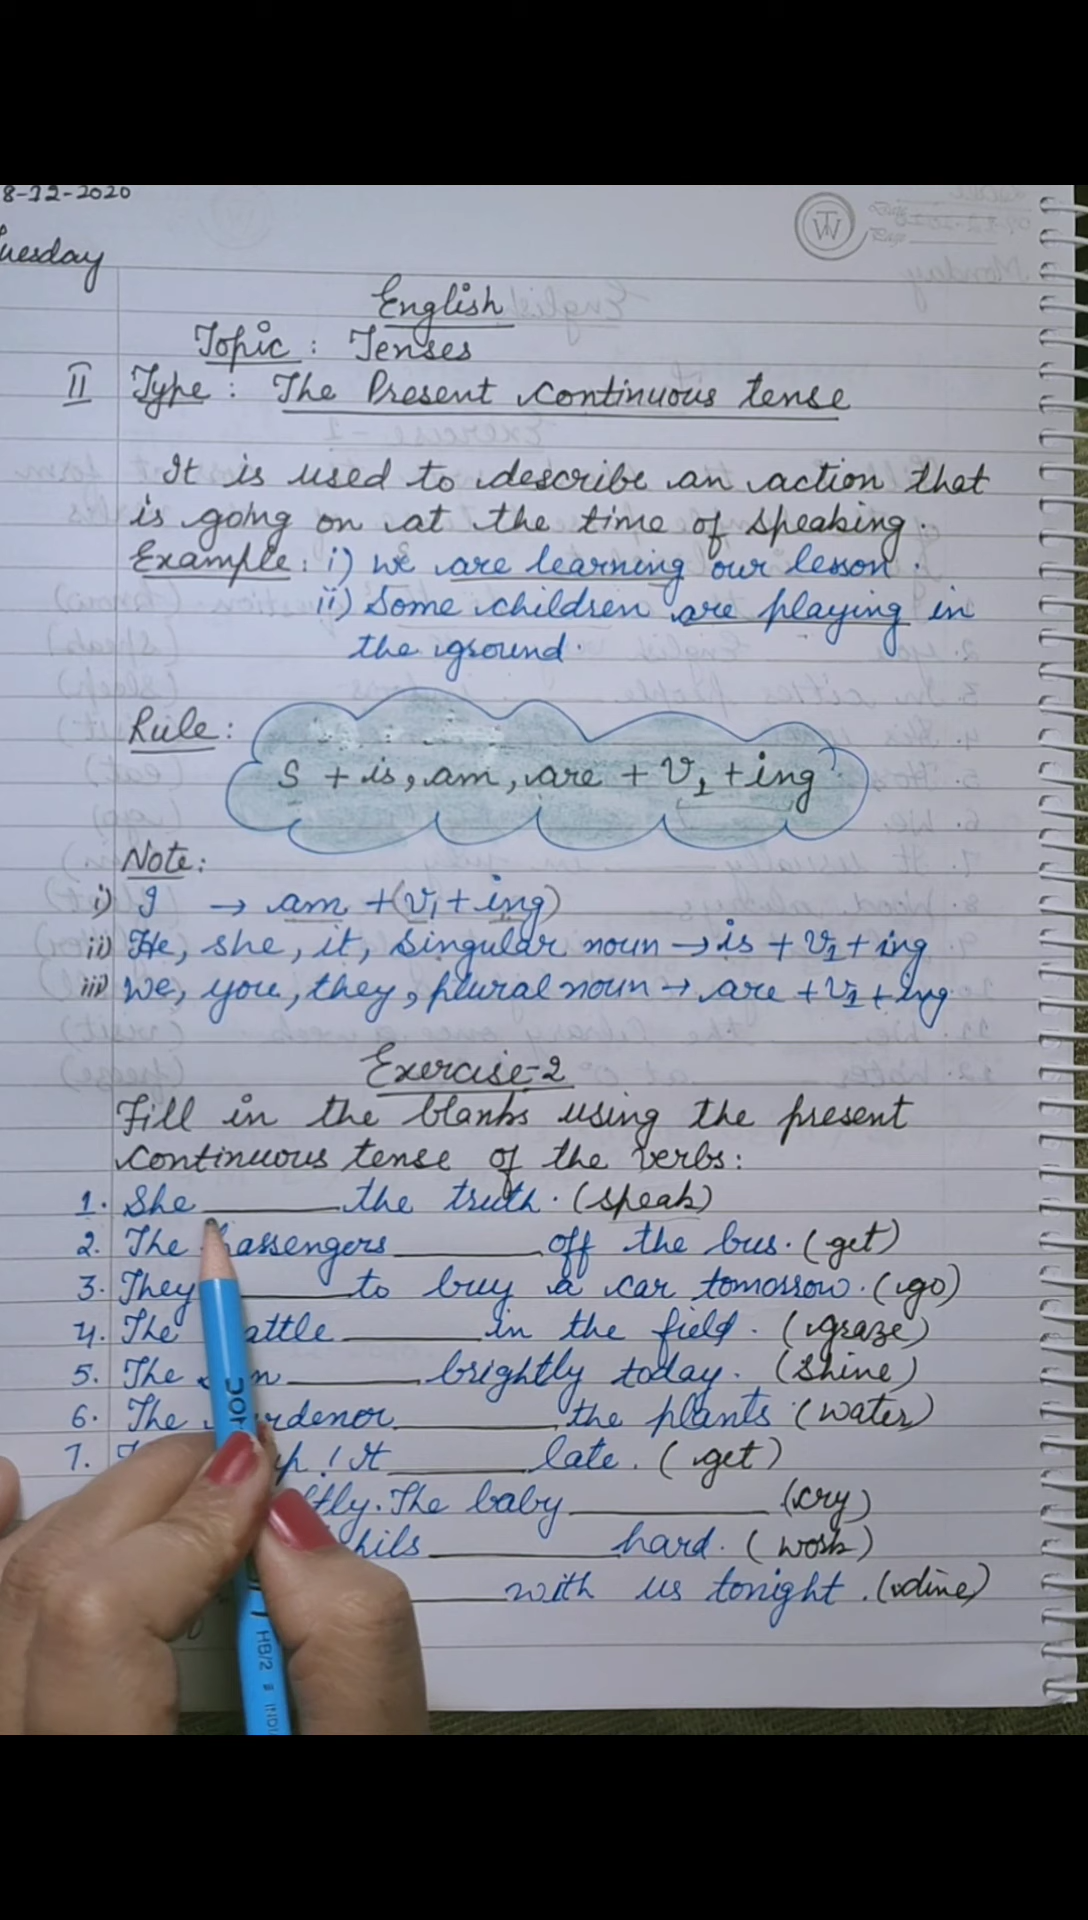 8-12-2020
uesday
English
Topic: Tenses
II Type: The Present Continuous tense
It is used to describe an action that
is going on at the time of speaking.
Example: i) We are learning our lesson.
ii) Some children are playing in
the ground.
Rule:
S + is, am, are + V1 + ing
Note:
i) I → am + (V1 + ing)
ii) He, she, it, singular noun → is + V1 + ing
iii) We, you, they, plural noun → are + V1 + ing
Exercise-2
Fill in the blanks using the present
continuous tense of the verbs:
1. She ______ the truth. (speak)
2. The passengers ______ off the bus. (get)
3. They ______ to buy a car tomorrow. (go)
4. The attle ______ in the field. (graze)
5. The n ______ brightly today. (Shine)
6. The rdenor ______ the plants. (water)
7. up! It ______ late. (get)
tly. The baby ______ (cry)
hils ______ hard. (work)
______ with us tonight. (dine)
HB/2